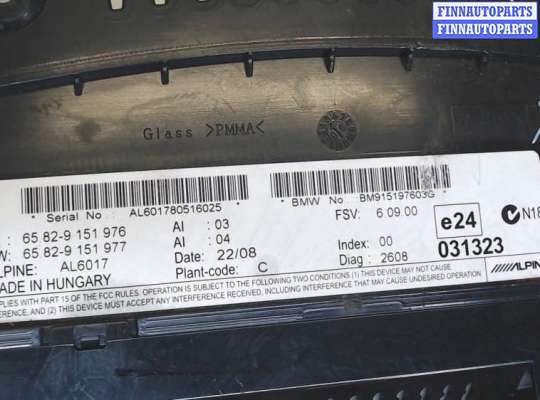 FINNAUTOPARTS
FINNAUTOPARTS
Glass >PMMA<
* Serial No. AL601780516025 *
* BMW No. BM915197603G *
: 65 82-9 151 976 AI : 03 FSV: 6 09.00 e24 N18
: 65 82-9 151 977 AI : 04
Date: 22/08 Index: 00 031323
ALPINE: AL6017 Plant-code: C Diag : 2608 ALPINE
MADE IN HUNGARY
COMPLIES WITH PART 15 OF THE FCC RULES. OPERATION IS SUBJECT TO THE FOLLOWING TWO CONDITIONS (1) THIS DEVICE MAY NOT CAUSE
INTERFERENCE, AND (2) THIS DEVICE MUST ACCEPT ANY INTERFERENCE RECEIVED, INCLUDING INTERFERENCE THAT MAY CAUSE UNDESIRED OPERATION